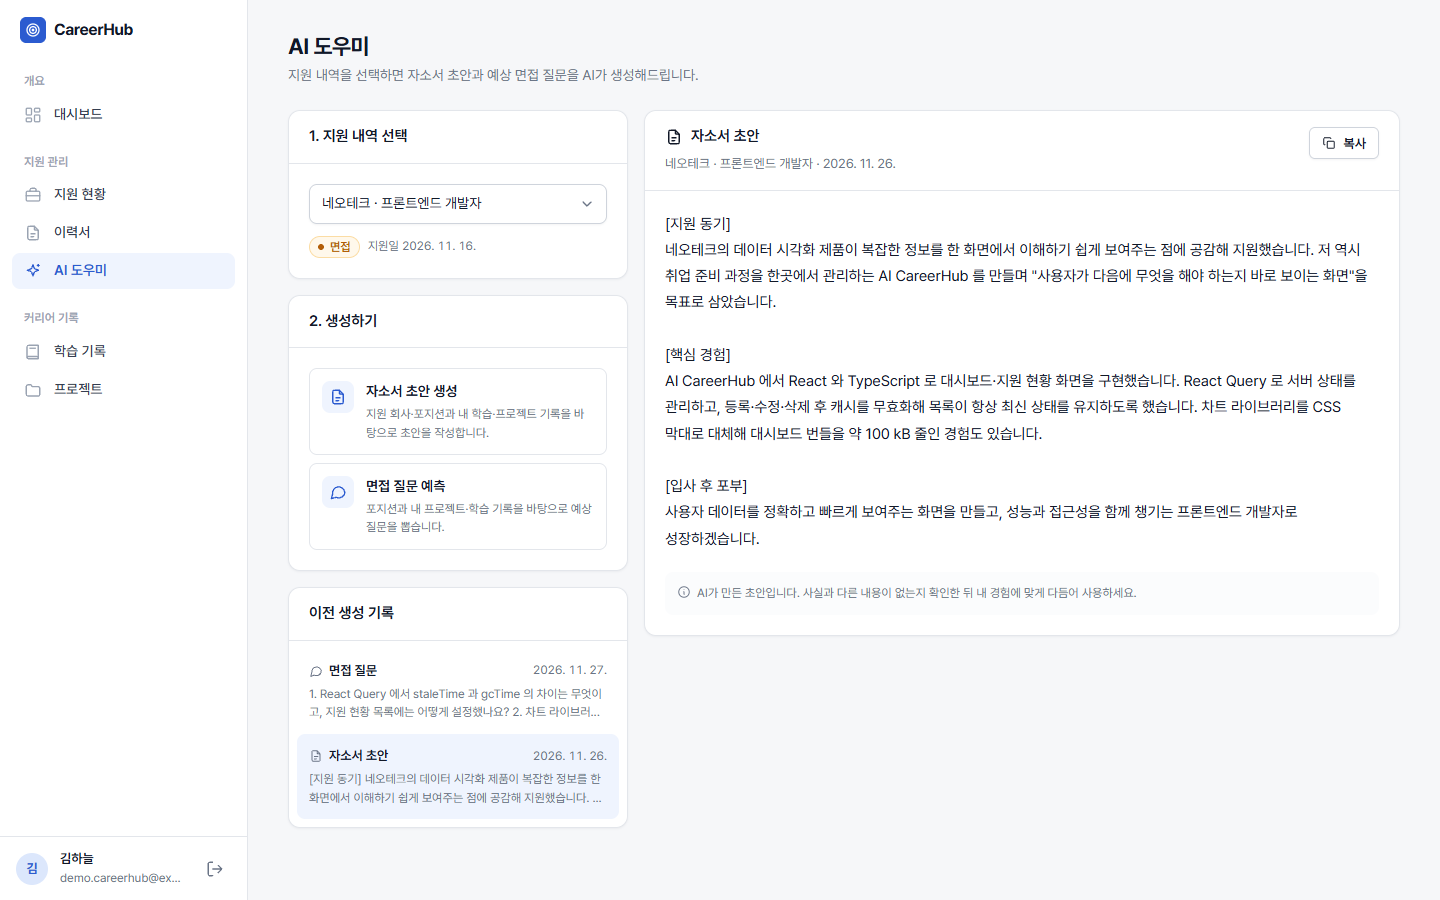 CareerHub
개요
대시보드
지원 관리
지원 현황
이력서
AI 도우미
커리어 기록
학습 기록
프로젝트
김
김하늘
demo.careerhub@ex...
AI 도우미
지원 내역을 선택하면 자소서 초안과 예상 면접 질문을 AI가 생성해드립니다.
1. 지원 내역 선택
네오테크 · 프론트엔드 개발자
면접
지원일 2026. 11. 16.
2. 생성하기
자소서 초안 생성
지원 회사·포지션과 내 학습·프로젝트 기록을 바
탕으로 초안을 작성합니다.
면접 질문 예측
포지션과 내 프로젝트·학습 기록을 바탕으로 예상
질문을 뽑습니다.
이전 생성 기록
면접 질문
2026. 11. 27.
1. React Query 에서 staleTime 과 gcTime 의 차이는 무엇이
고, 지원 현황 목록에는 어떻게 설정했나요? 2. 차트 라이브러...
자소서 초안
2026. 11. 26.
[지원 동기] 네오테크의 데이터 시각화 제품이 복잡한 정보를 한
화면에서 이해하기 쉽게 보여주는 점에 공감해 지원했습니다. ...
자소서 초안
네오테크 · 프론트엔드 개발자 · 2026. 11. 26.
복사
[지원 동기]
네오테크의 데이터 시각화 제품이 복잡한 정보를 한 화면에서 이해하기 쉽게 보여주는 점에 공감해 지원했습니다. 저 역시
취업 준비 과정을 한곳에서 관리하는 AI CareerHub 를 만들며 "사용자가 다음에 무엇을 해야 하는지 바로 보이는 화면"을
목표로 삼았습니다.
[핵심 경험]
AI CareerHub 에서 React 와 TypeScript 로 대시보드·지원 현황 화면을 구현했습니다. React Query 로 서버 상태를
관리하고, 등록·수정·삭제 후 캐시를 무효화해 목록이 항상 최신 상태를 유지하도록 했습니다. 차트 라이브러리를 CSS
막대로 대체해 대시보드 번들을 약 100 kB 줄인 경험도 있습니다.
[입사 후 포부]
사용자 데이터를 정확하고 빠르게 보여주는 화면을 만들고, 성능과 접근성을 함께 챙기는 프론트엔드 개발자로
성장하겠습니다.
AI가 만든 초안입니다. 사실과 다른 내용이 없는지 확인한 뒤 내 경험에 맞게 다듬어 사용하세요.